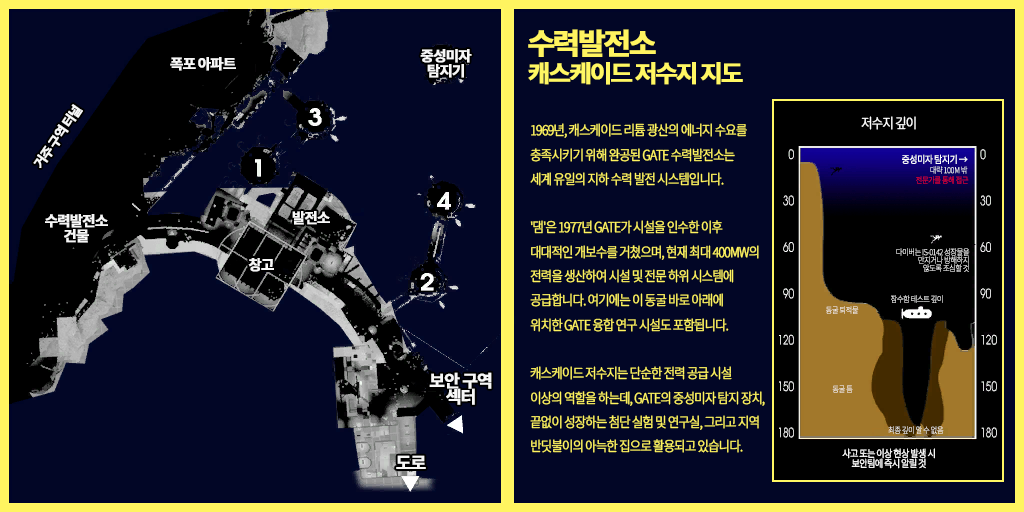 폭포 아파트
중성미자
탐지기
거주 구역 터널
3
1
4
수력발전소
건물
발전소
창고
2
보안 구역
섹터
도로
수력발전소
캐스케이드 저수지 지도
1969년, 캐스케이드 리튬 광산의 에너지 수요를
충족시키기 위해 완공된 GATE 수력발전소는
세계 유일의 지하 수력 발전 시스템입니다.
'댐'은 1977년 GATE가 시설을 인수한 이후
대대적인 개보수를 거쳤으며, 현재 최대 400MW의
전력을 생산하여 시설 및 전문 하위 시스템에
공급합니다. 여기에는 이 동굴 바로 아래에
위치한 GATE 융합 연구 시설도 포함됩니다.
캐스케이드 저수지는 단순한 전력 공급 시설
이상의 역할을 하는데, GATE의 중성미자 탐지 장치,
끝없이 성장하는 첨단 실험 및 연구실, 그리고 지역
반딧불이의 아늑한 집으로 활용되고 있습니다.
저수지 깊이
0 0
중성미자 탐지기 →
대략 100M 밖
전문가를 통해 접근
30 30
60 60
다이버는 IS-0142 성장물을
만지거나 방해하지
않도록 조심할 것
90 90
잠수함 테스트 깊이
동굴 퇴적물
120 120
150 150
동굴 틈
최종 깊이 알 수 없음
180 180
사고 또는 이상 현상 발생 시
보안팀에 즉시 알릴 것